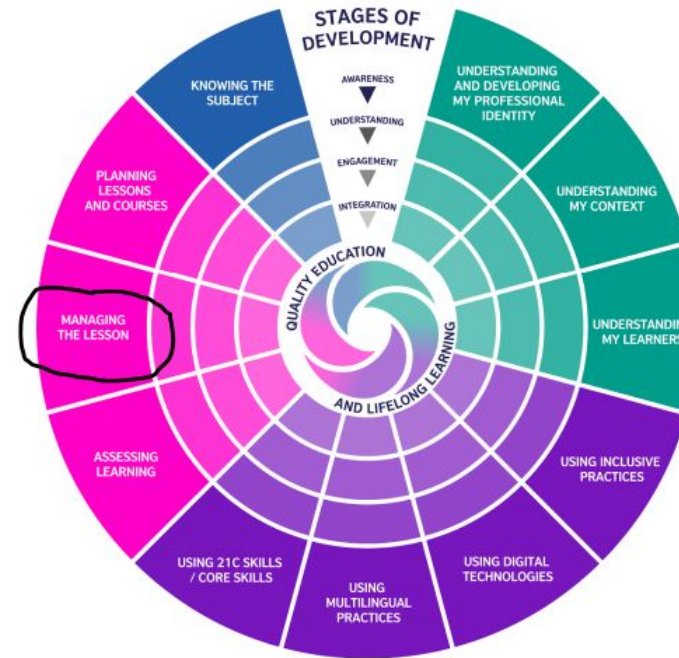 STAGES OF
DEVELOPMENT
AWARENESS
UNDERSTANDING
ENGAGEMENT
INTEGRATION
UNDERSTANDING
AND DEVELOPING
MY PROFESSIONAL
IDENTITY
UNDERSTANDING
MY CONTEXT
UNDERSTANDING
MY LEARNERS
USING INCLUSIVE
PRACTICES
USING DIGITAL
TECHNOLOGIES
USING
MULTILINGUAL
PRACTICES
USING 21C SKILLS
/ CORE SKILLS
ASSESSING
LEARNING
MANAGING
THE LESSON
PLANNING
LESSONS
AND COURSES
KNOWING THE
SUBJECT
QUALITY EDUCATION
AND LIFELONG LEARNING